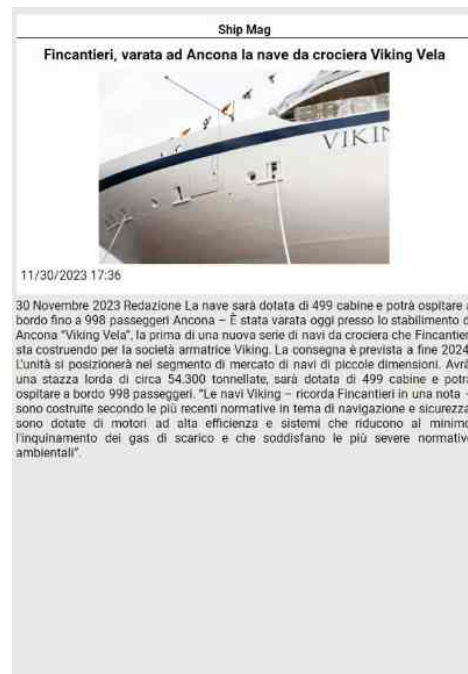 Ship Mag
Fincantieri, varata ad Ancona la nave da crociera Viking Vela
VIKIN
11/30/2023 17:36
30 Novembre 2023 Redazione La nave sarà dotata di 499 cabine e potrà ospitare a
bordo fino a 998 passeggeri Ancona – È stata varata oggi presso lo stabilimento d
Ancona "Viking Vela", la prima di una nuova serie di navi da crociera che Fincantier
sta costruendo per la società armatrice Viking. La consegna è prevista a fine 2024
L'unità si posizionerà nel segmento di mercato di navi di piccole dimensioni. Avrà
una stazza lorda di circa 54.300 tonnellate, sarà dotata di 499 cabine e potrà
ospitare a bordo 998 passeggeri. "Le navi Viking – ricorda Fincantieri in una nota –
sono costruite secondo le più recenti normative in tema di navigazione e sicurezza
sono dotate di motori ad alta efficienza e sistemi che riducono al minimo
l'inquinamento dei gas di scarico e che soddisfano le più severe normative
ambientali".